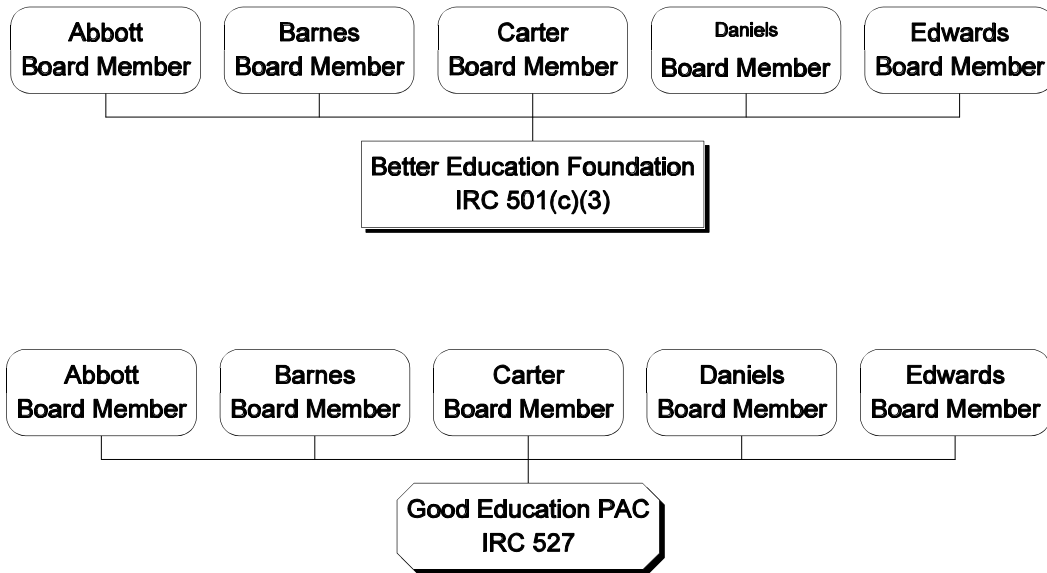 Abbott
Board Member
Barnes
Board Member
Carter
Board Member
Daniels
Board Member
Edwards
Board Member
Better Education Foundation
IRC 501(c)(3)
Abbott
Board Member
Barnes
Board Member
Carter
Board Member
Daniels
Board Member
Edwards
Board Member
Good Education PAC
IRC 527